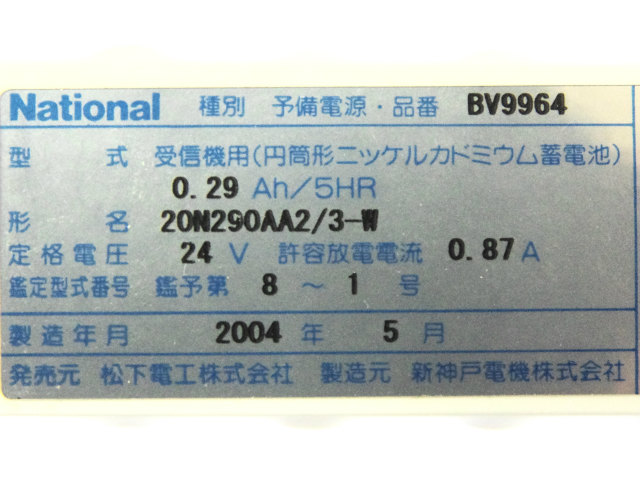 National 種別 予備電源・品番 BV9964
型式 受信機用(円筒形ニッケルカドミウム蓄電池)
0.29 Ah/5HR
形名 20N290AA2/3-W
定格電圧 24 V 許容放電電流 0.87 A
鑑定型式番号 鑑予第 8 〜 1 号
製造年月 2004 年 5 月
発売元 松下電工株式会社 製造元 新神戸電機株式会社